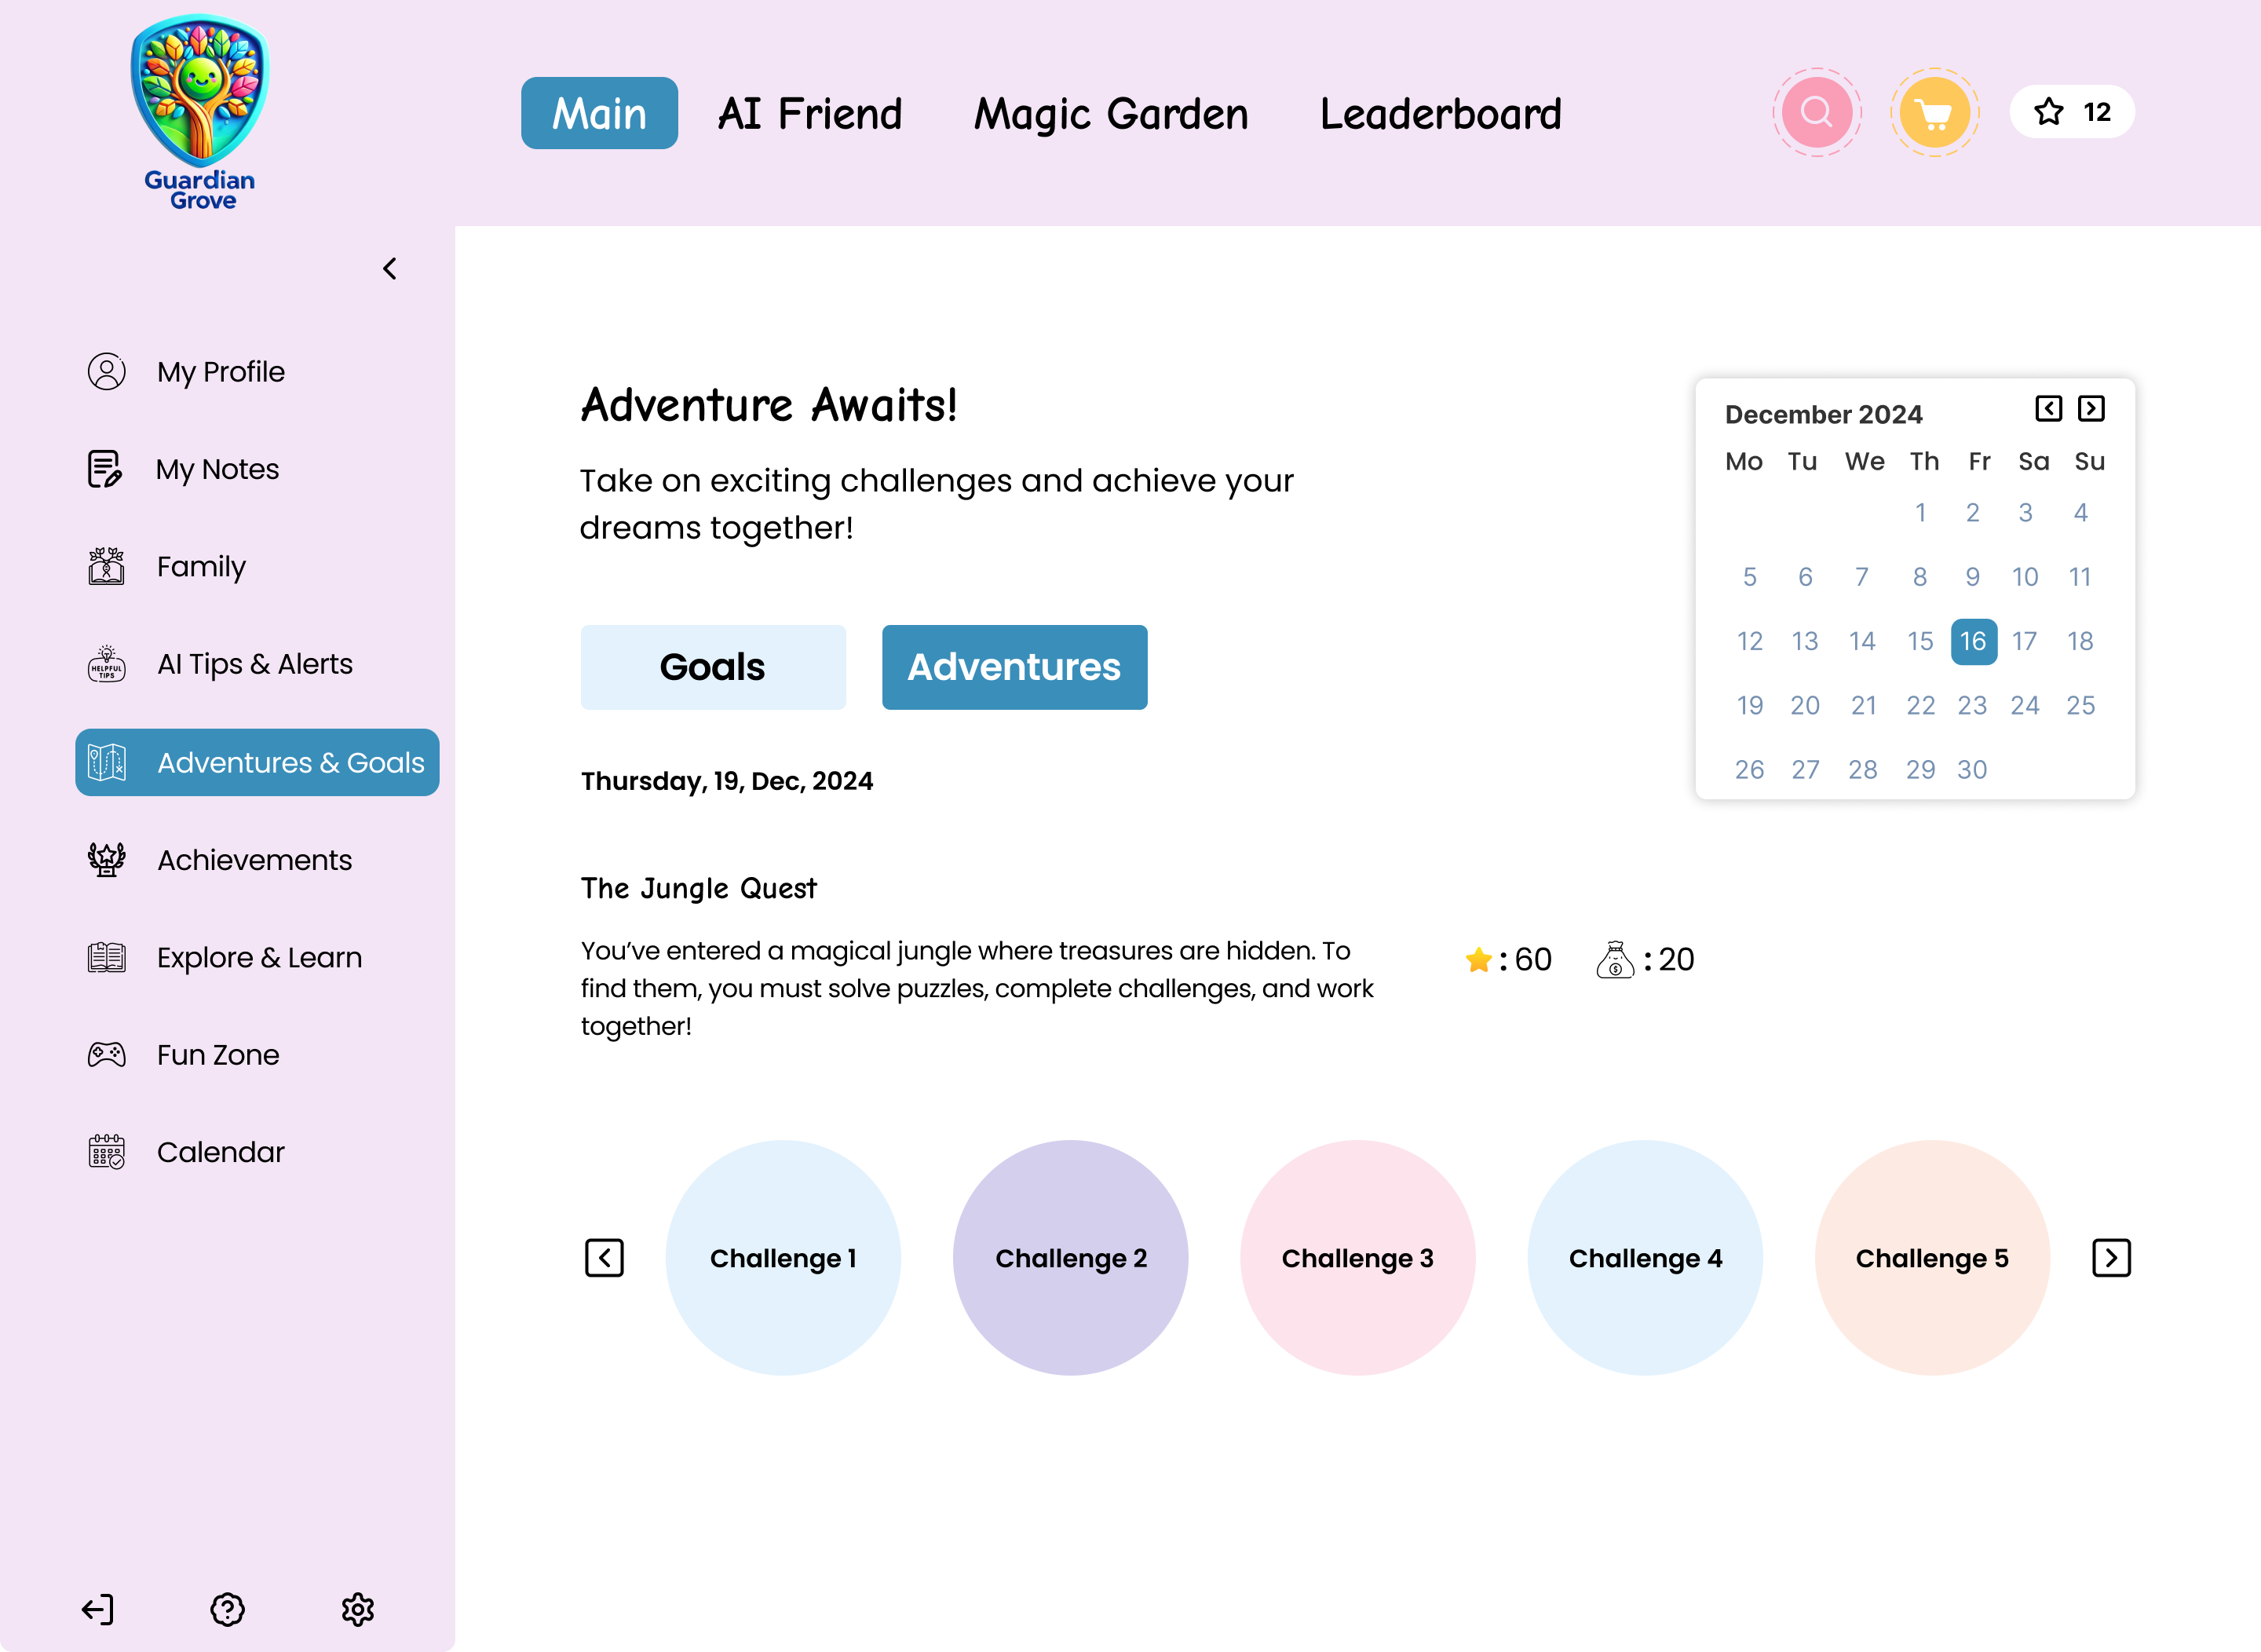 Guardian
Grove
Main AI Friend Magic Garden Leaderboard
12
My Profile
My Notes
Family
HELPFUL
TIPS
AI Tips & Alerts
Adventures & Goals
Achievements
Explore & Learn
Fun Zone
Calendar
Adventure Awaits!
Take on exciting challenges and achieve your
dreams together!
Goals Adventures
Thursday, 19, Dec, 2024
December 2024
Mo Tu We Th Fr Sa Su
1 2 3 4
5 6 7 8 9 10 11
12 13 14 15 16 17 18
19 20 21 22 23 24 25
26 27 28 29 30
The Jungle Quest
You’ve entered a magical jungle where treasures are hidden. To
find them, you must solve puzzles, complete challenges, and work
together!
: 60 $ : 20
Challenge 1 Challenge 2 Challenge 3 Challenge 4 Challenge 5
?